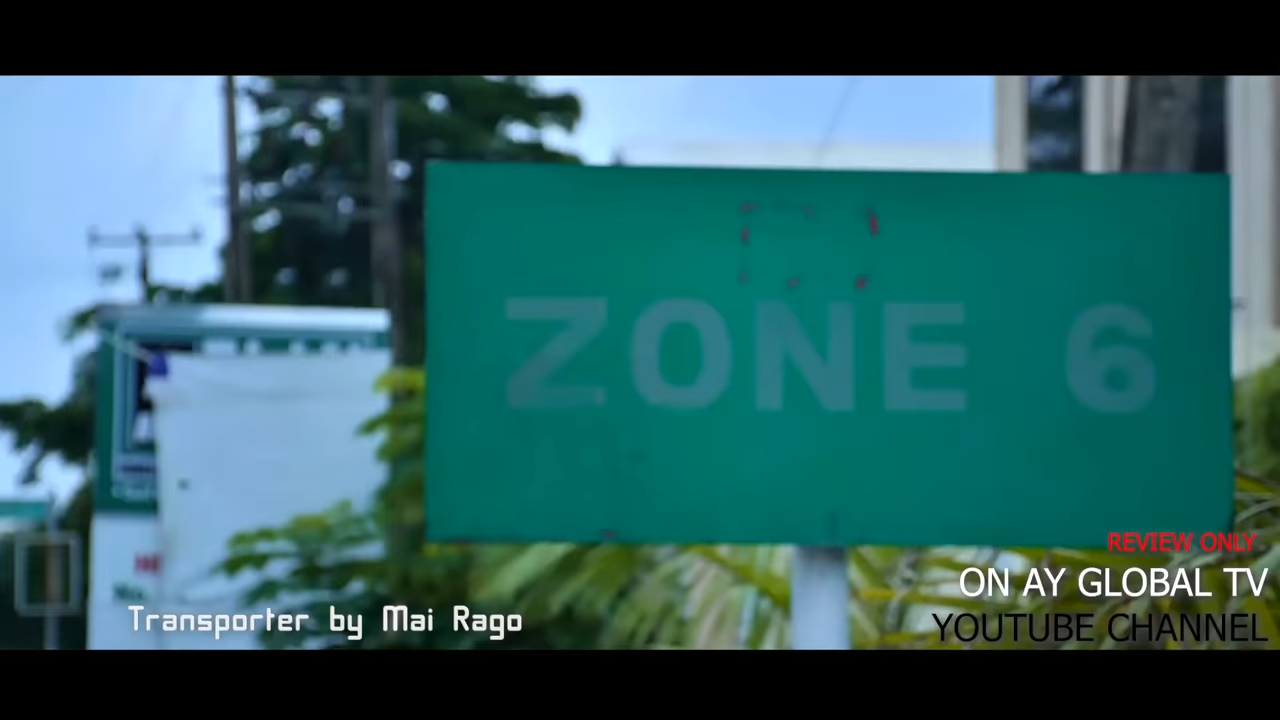 ZONE 6
REVIEW ONLY
ON AY GLOBAL TV
YOUTUBE CHANNEL
Transporter by Mai Rago